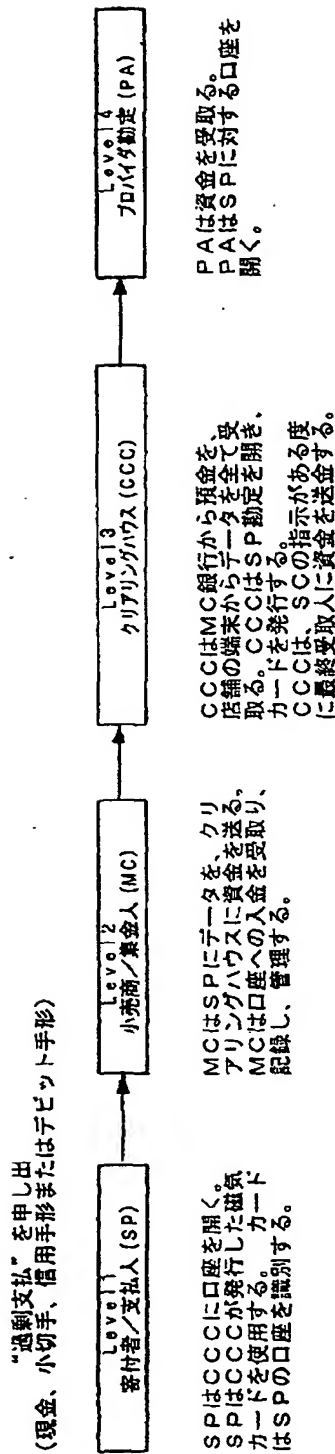 “過剰支払”を申し出
(現金、小切手、信用手形またはデビット手形)
Level1
寄付者/支払人(SP)
SPはCCCに口座を開く。
SPはCCCが発行した磁気
カードを使用する。 カード
はSPの口座を識別する。
Level2
小売商/集金人(MC)
MCはSPにデータを、クリ
アリングハウスに資金を送る。
MCは口座への入金を受取り、
記録し、管理する。
Level3
クリアリングハウス(CCC)
CCCはMC銀行から預金を、
店舗の端末からデータを全て受
取る。CCCはSP勘定を開き、
カードを発行する。
CCCは、SCの指示がある度
に最終受取人に資金を送金する。
Level4
プロバイダ勘定(PA)
PAは資金を受取る。
PAはSPに対する口座を
開く。